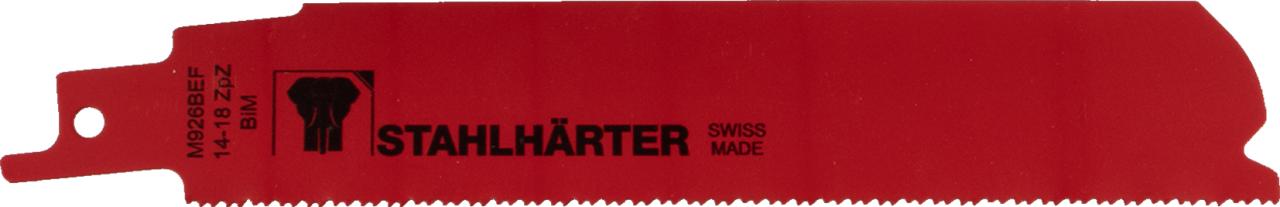 M926BEF
14-18 ZpZ
BiM
STAHLHÄRTER
SWISS
MADE